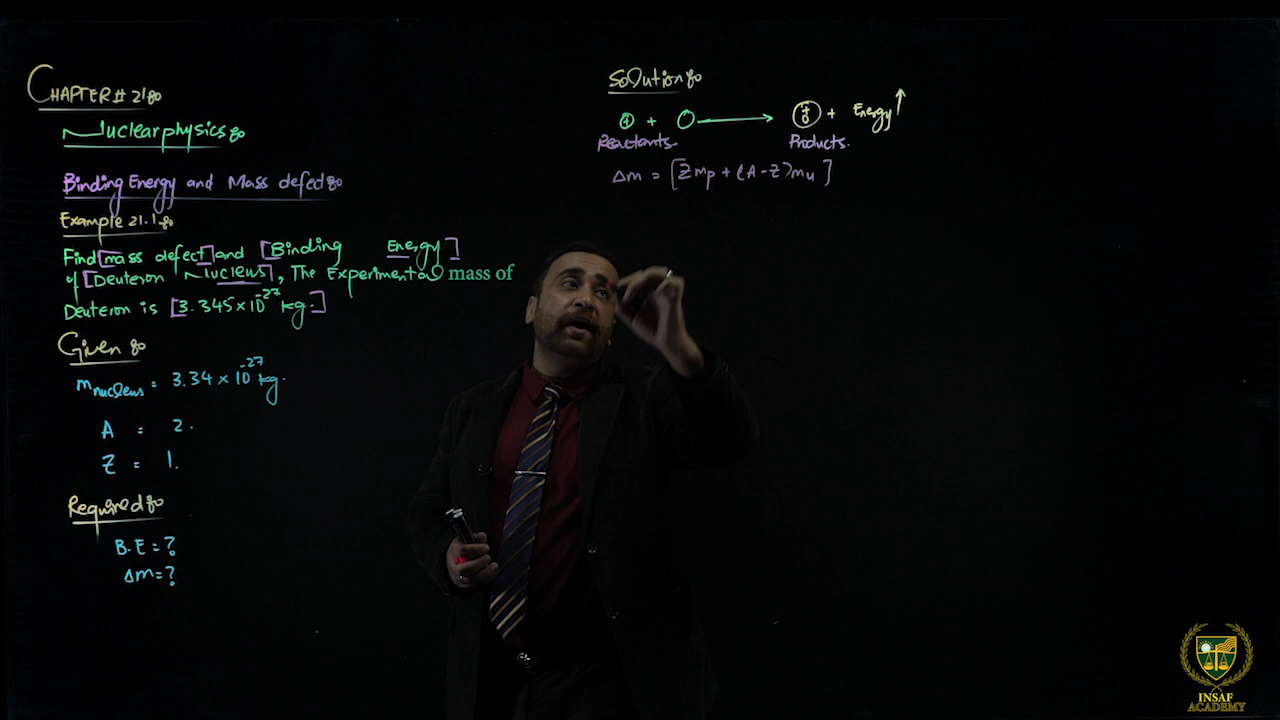 CHAPTER # 21:
Nuclear physics:
Binding Energy and Mass defect:
Example 21.1:
Find [mass defect] and [Binding Energy]
of [Deuteron Nucleus], The Experimental mass of
Deuteron is [3.345 × 10⁻²⁷ kg.]
Given:
m_nucleus = 3.34 × 10⁻²⁷ kg.
A = 2.
Z = 1.
Required:
B.E = ?
Δm = ?
Solution:
+ + → + Energy ↑
Reactants Products.
Δm = [Z mp + (A - Z) mn]
INSAF
ACADEMY